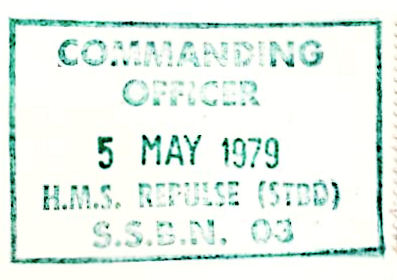 COMMANDING
OFFICER
5 MAY 1979
H.M.S. REPULSE (STBD)
S.S.B.N. 03